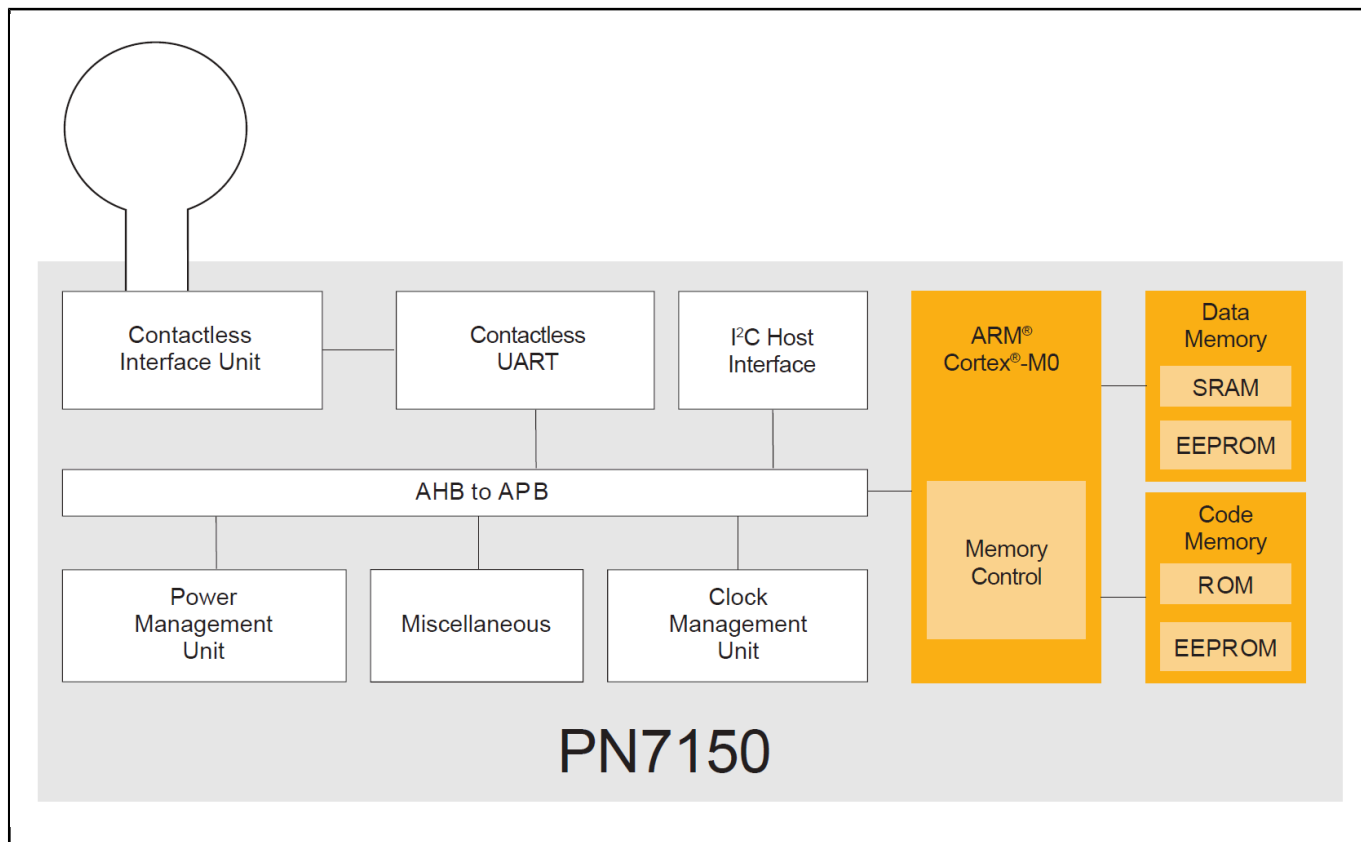 Contactless
Interface Unit
Contactless
UART
I²C Host
Interface
ARM®
Cortex®-M0
Data
Memory
SRAM
EEPROM
AHB to APB
Memory
Control
Code
Memory
ROM
EEPROM
Power
Management
Unit
Miscellaneous
Clock
Management
Unit
PN7150